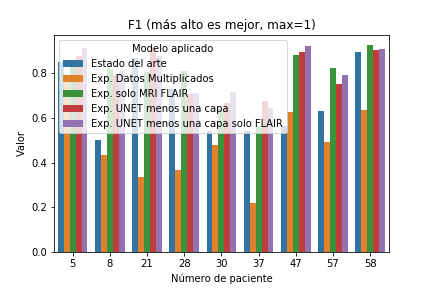 F1 (más alto es mejor, max=1)
Modelo aplicado
Estado del arte
Exp. Datos Multiplicados
Exp. solo MRI FLAIR
Exp. UNET menos una capa
Exp. UNET menos una capa solo FLAIR
Valor
0.8
0.6
0.4
0.2
0.0
5 8 21 28 30 37 47 57 58
Número de paciente